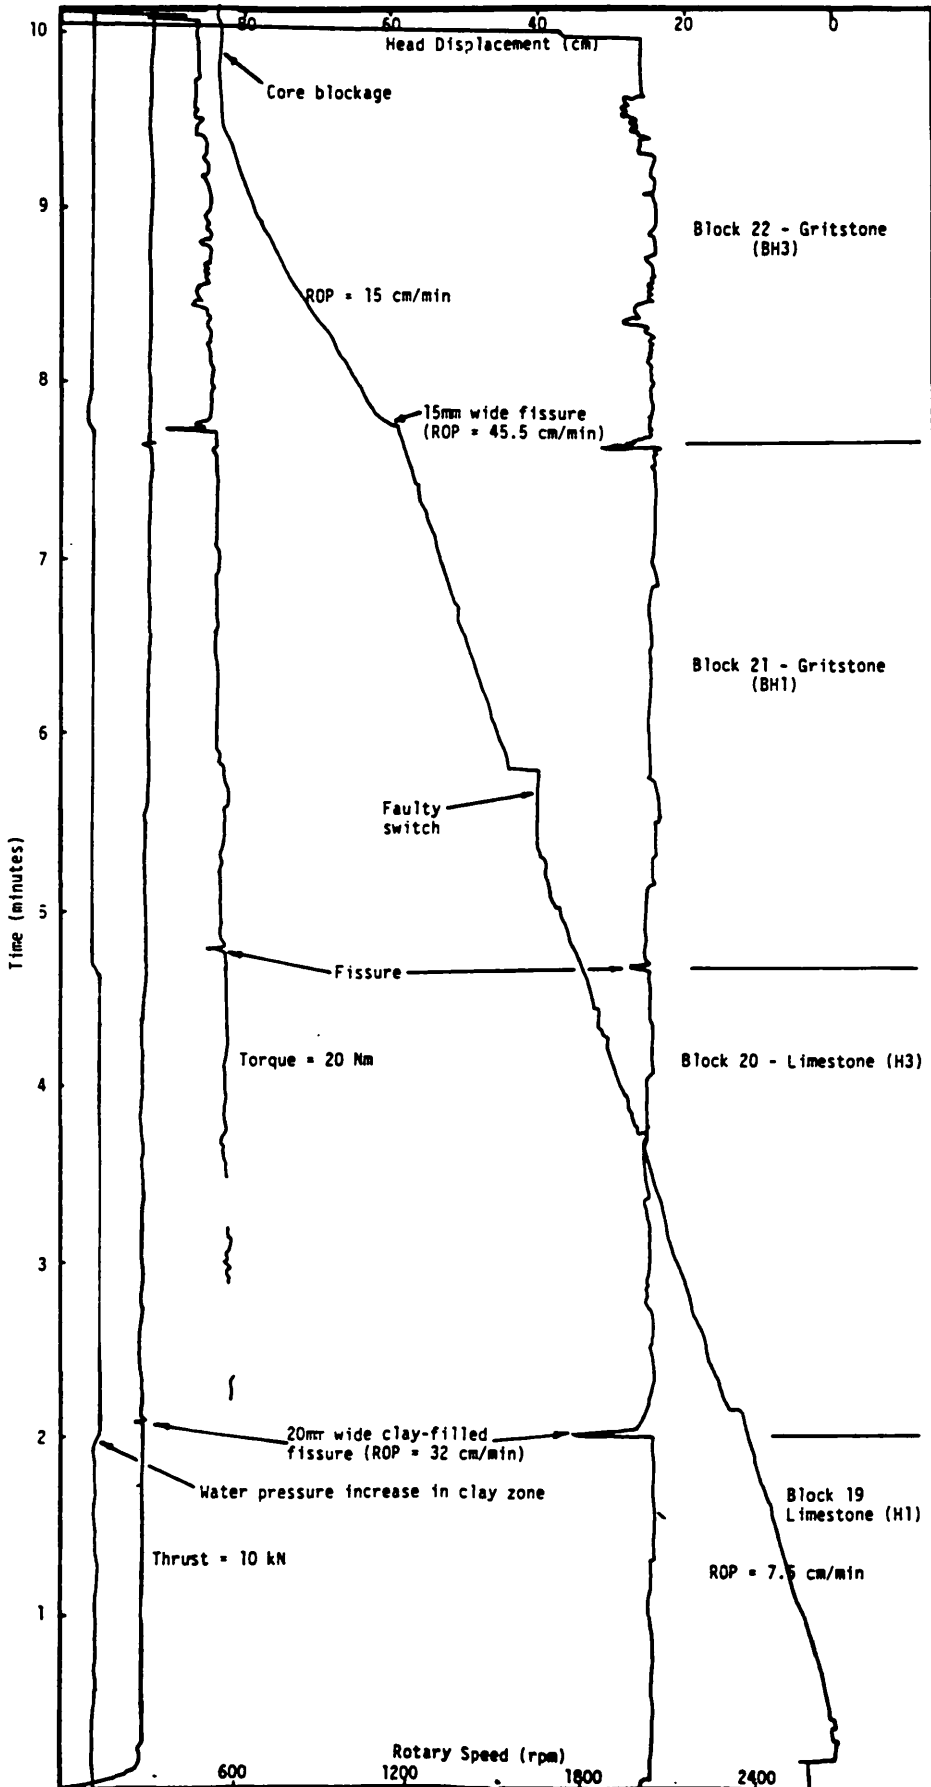 80 60 40 20 0
10
Head Displacement (cm)
Core blockage
9
Block 22 - Gritstone
(BH3)
ROP = 15 cm/min
8
15mm wide fissure
(ROP = 45.5 cm/min)
7
Block 21 - Gritstone
(BH1)
6
Faulty
switch
Time (minutes)
5
Fissure
Torque = 20 Nm
Block 20 - Limestone (H3)
4
3
2
20mm wide clay-filled
fissure (ROP = 32 cm/min)
Water pressure increase in clay zone
Block 19
Limestone (H1)
Thrust = 10 kN
ROP = 7.5 cm/min
1
Rotary Speed (rpm)
600 1200 1800 2400